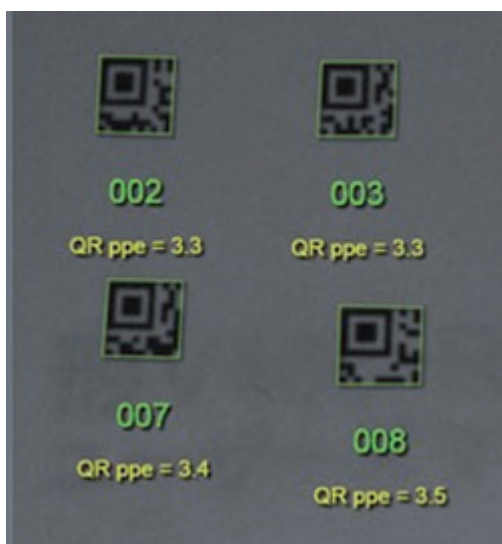 002
003
QR ppe = 3.3
QR ppe = 3.3
007
008
QR ppe = 3.4
QR ppe = 3.5